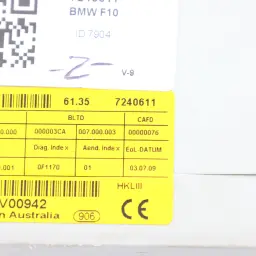 BMW F10
ID 7904
-Z-
V-9
61.35 7240611
BLTD CAFD
.000 000003CA 007.000.003 00000076
Diag. Index Aend. Index EoL-DATUM
.001 0F1170 01 03.07.09
HKLIII
V00942
n Australia 906 CE